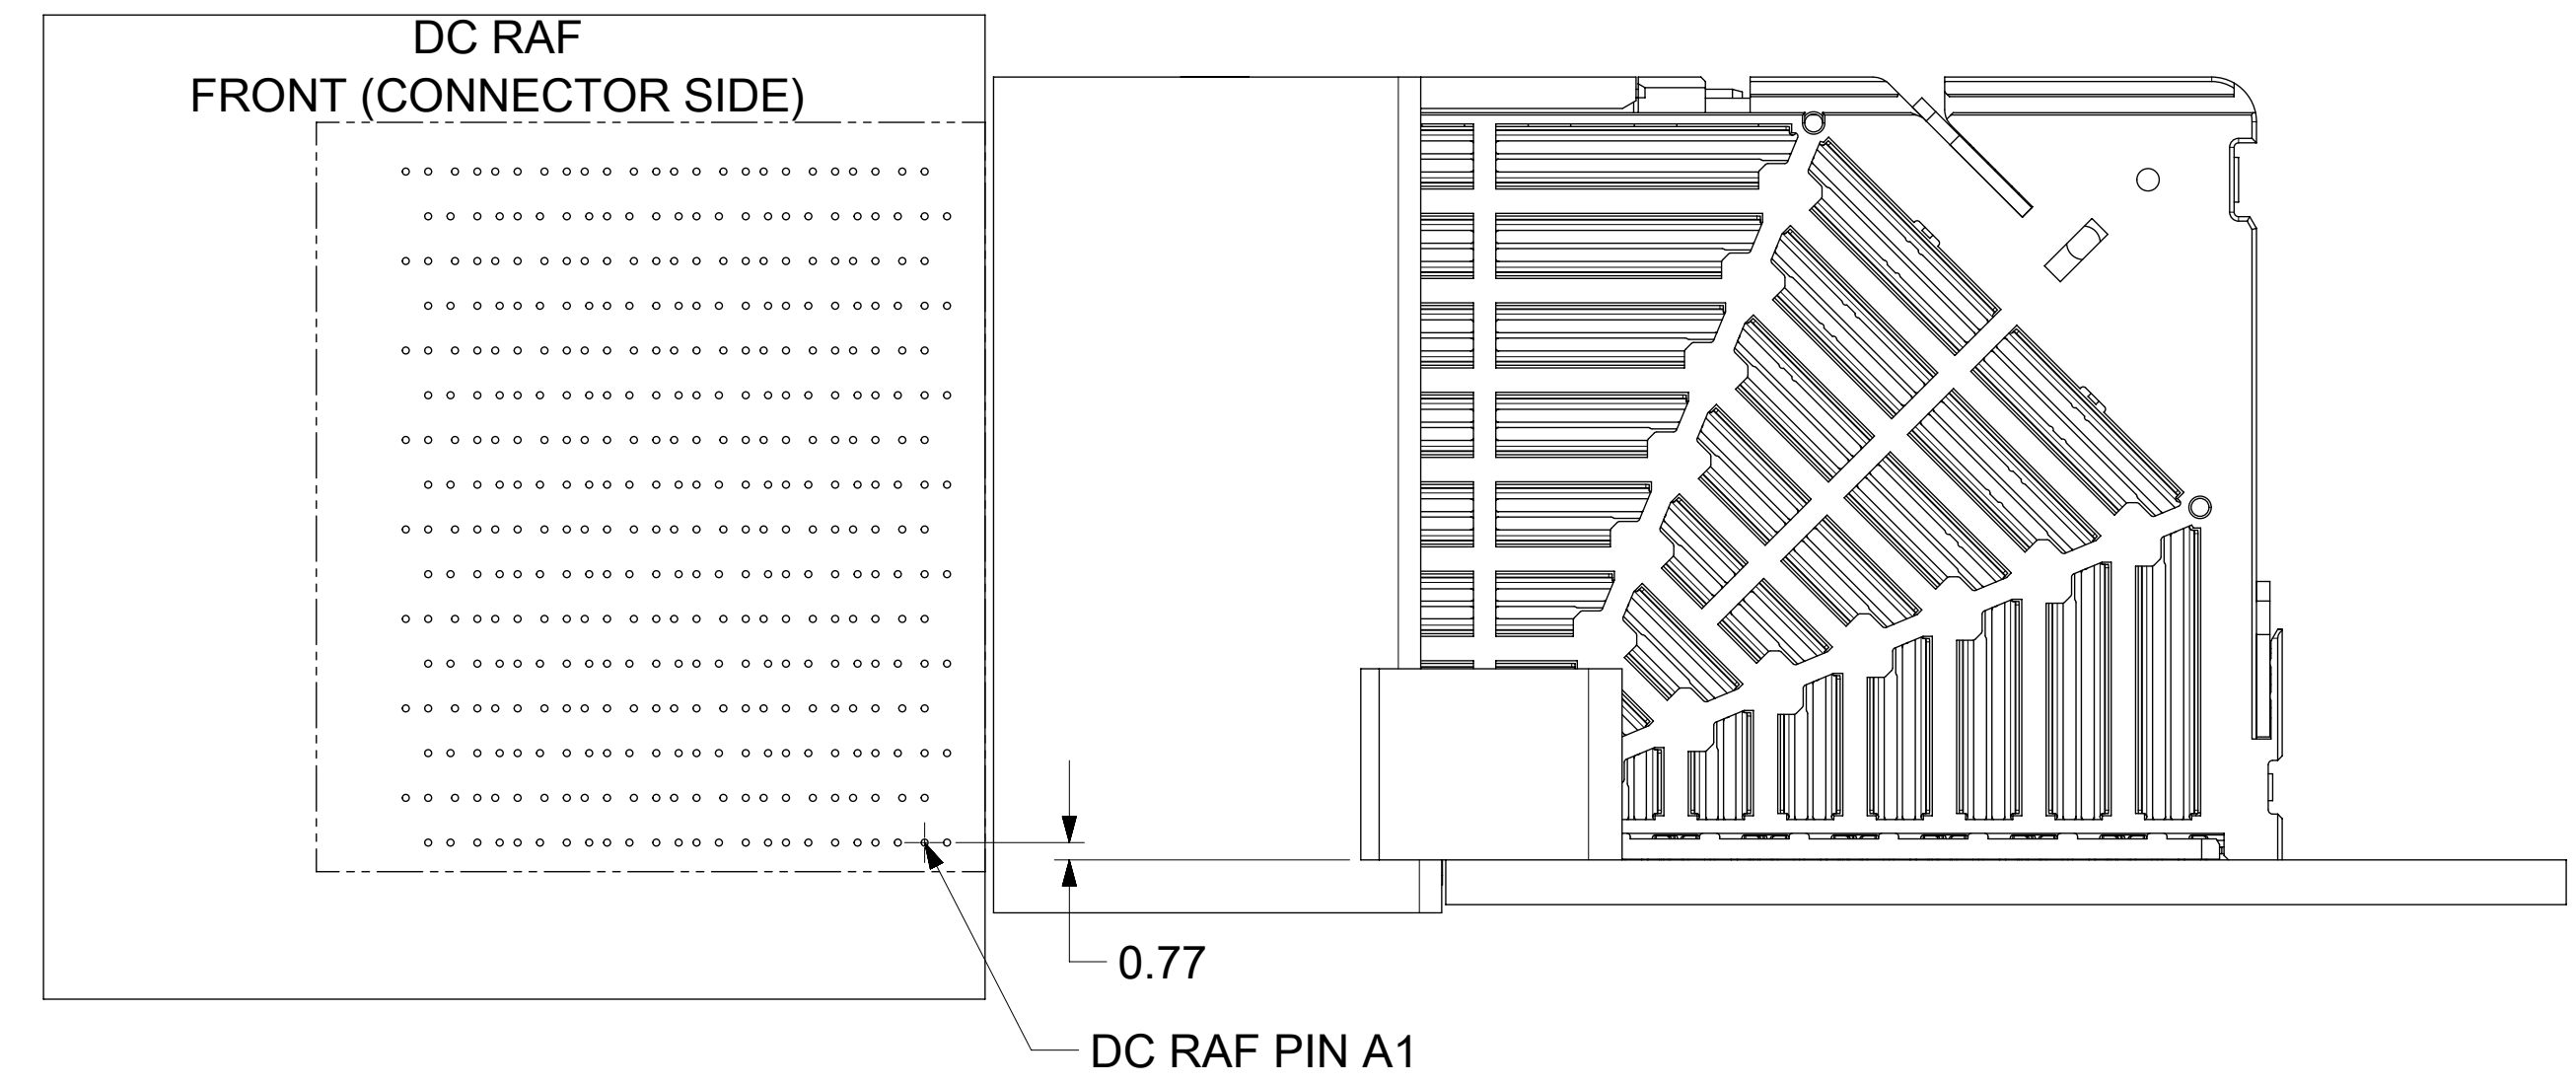 DC RAF
FRONT (CONNECTOR SIDE)
0.77
DC RAF PIN A1